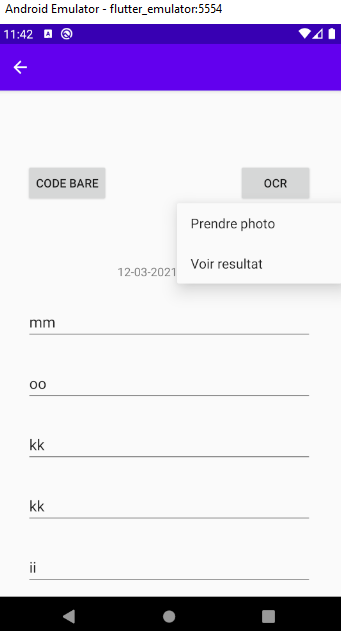 Android Emulator - flutter_emulator:5554
11:42
CODE BARE
OCR
Prendre photo
Voir resultat
12-03-2021
mm
oo
kk
kk
ii